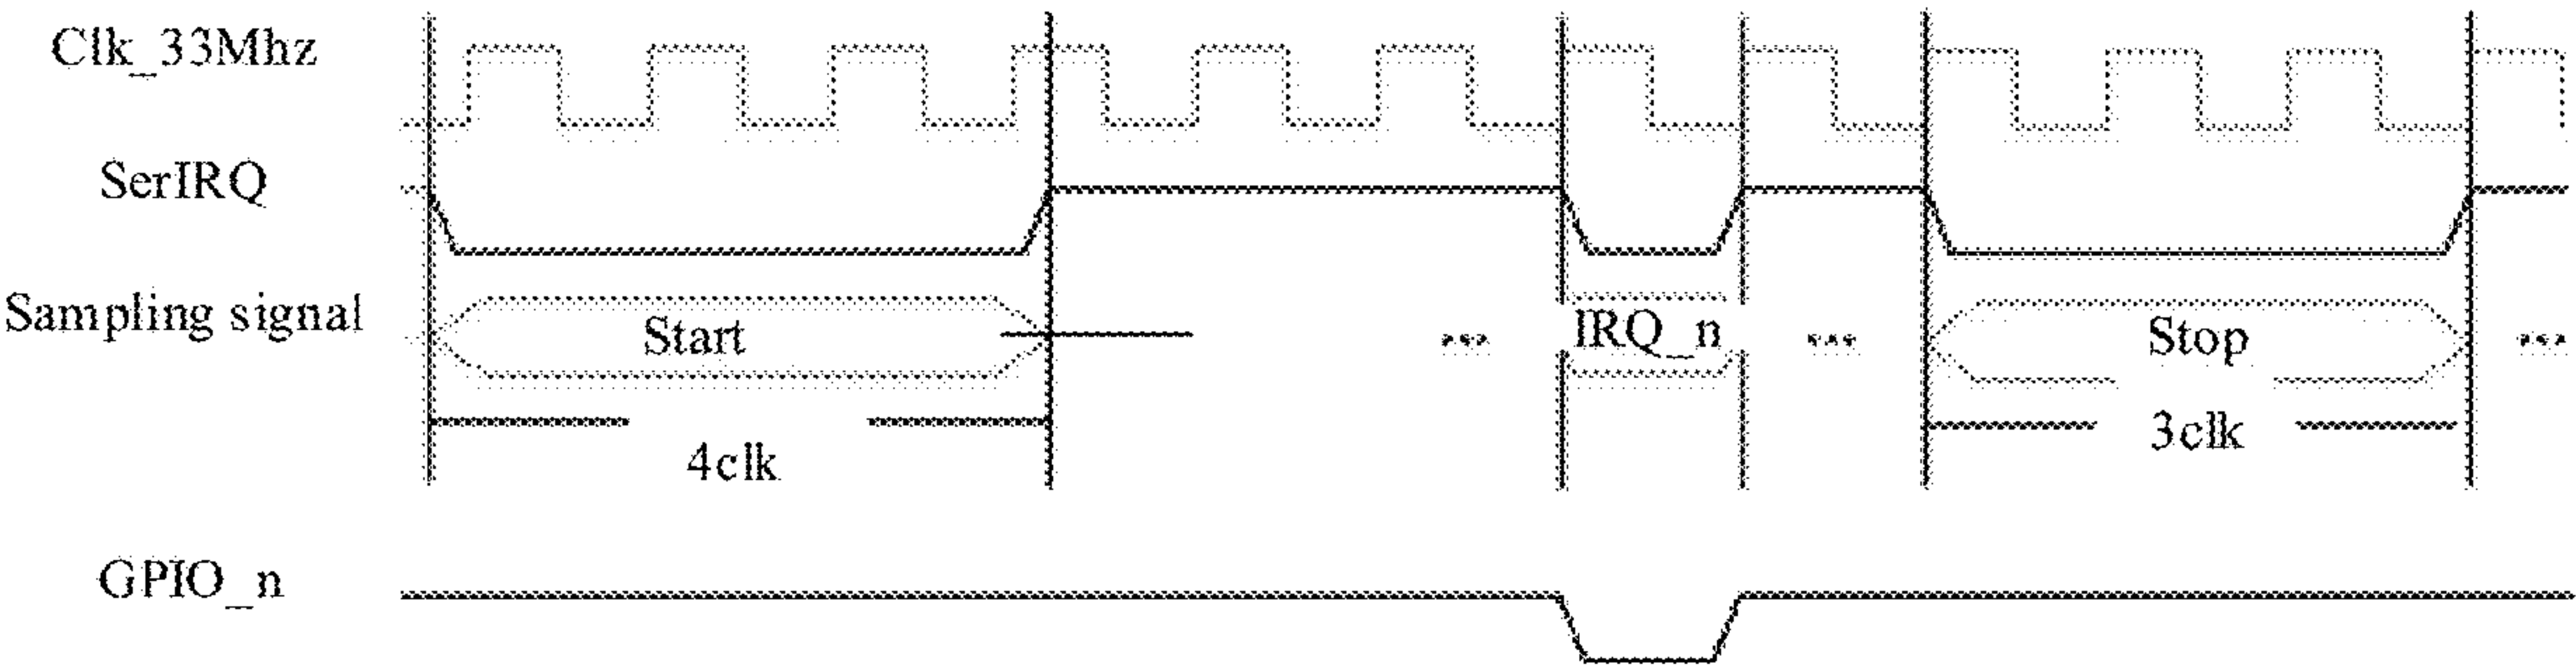 Clk_33Mhz
SerIRQ
Sampling signal
Start
... IRQ_n ...
Stop
...
4clk
3clk
GPIO_n